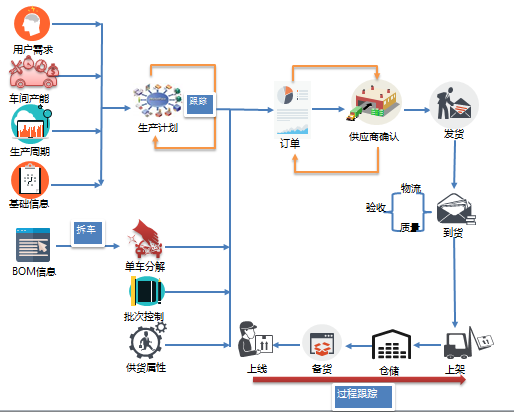 用户需求
车间产能
生产周期
基础信息
跟踪
生产计划
订单
供应商确认
发货
物流
验收
质量
到货
拆车
BOM信息
单车分解
批次控制
供货属性
上线
备货
仓储
上架
过程跟踪